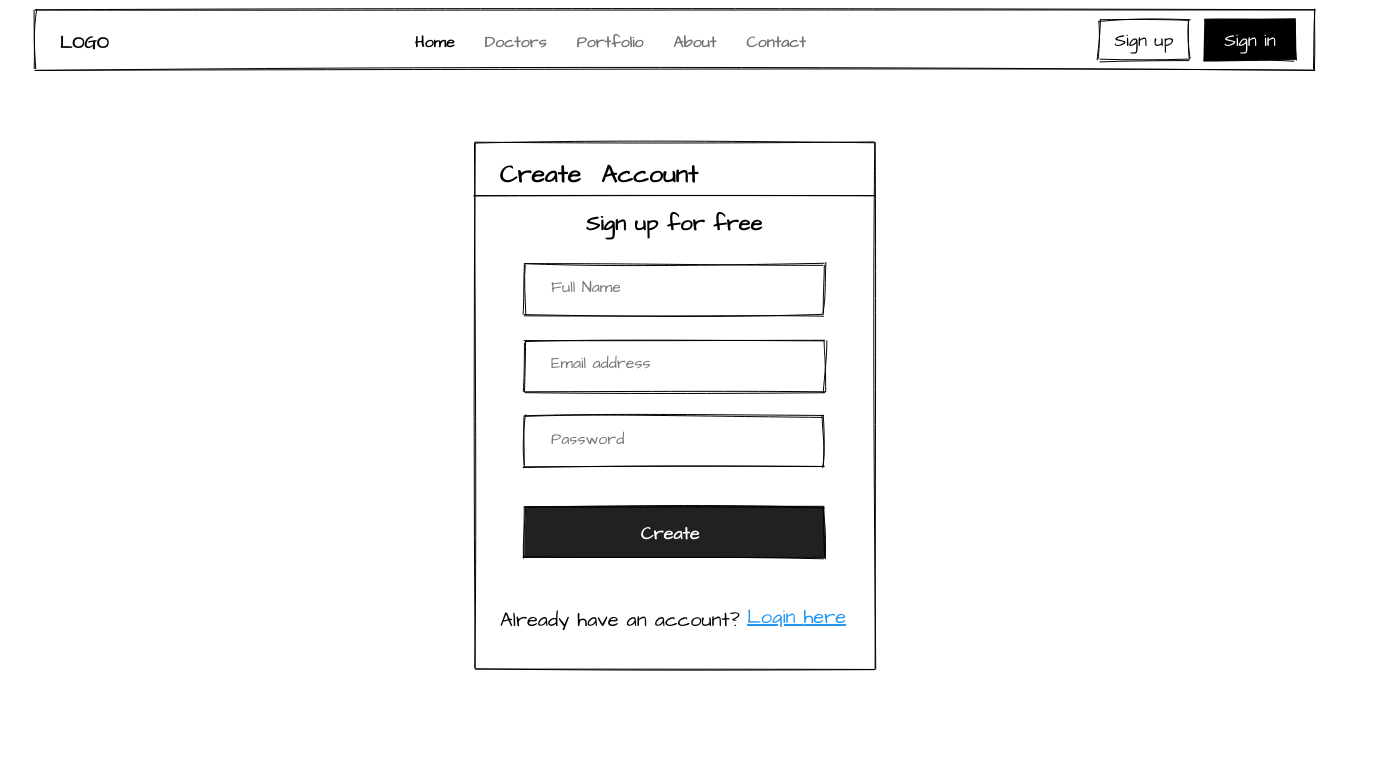 LOGO Home Doctors Portfolio About Contact Sign up Sign in
Create Account
Sign up for free
Full Name
Email address
Password
Create
Already have an account? Login here